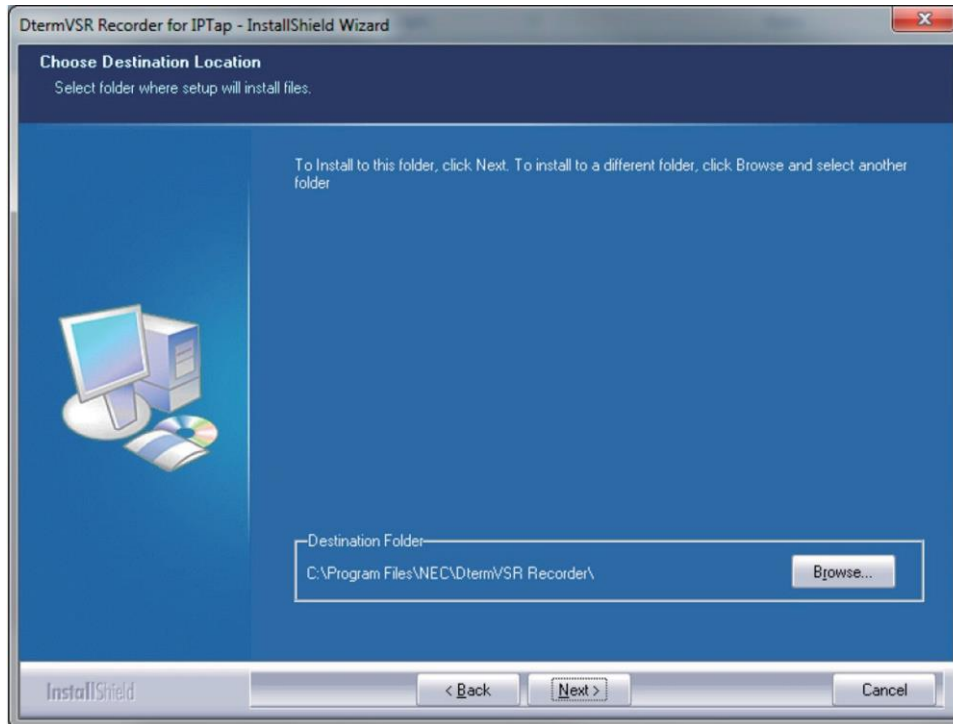 DtermVSR Recorder for IPTap - InstallShield Wizard
Choose Destination Location
Select folder where setup will install files.
To Install to this folder, click Next. To install to a different folder, click Browse and select another
folder
Destination Folder
C:\Program Files\NEC\DtermVSR Recorder\
Browse...
InstallShield
< Back
Next >
Cancel